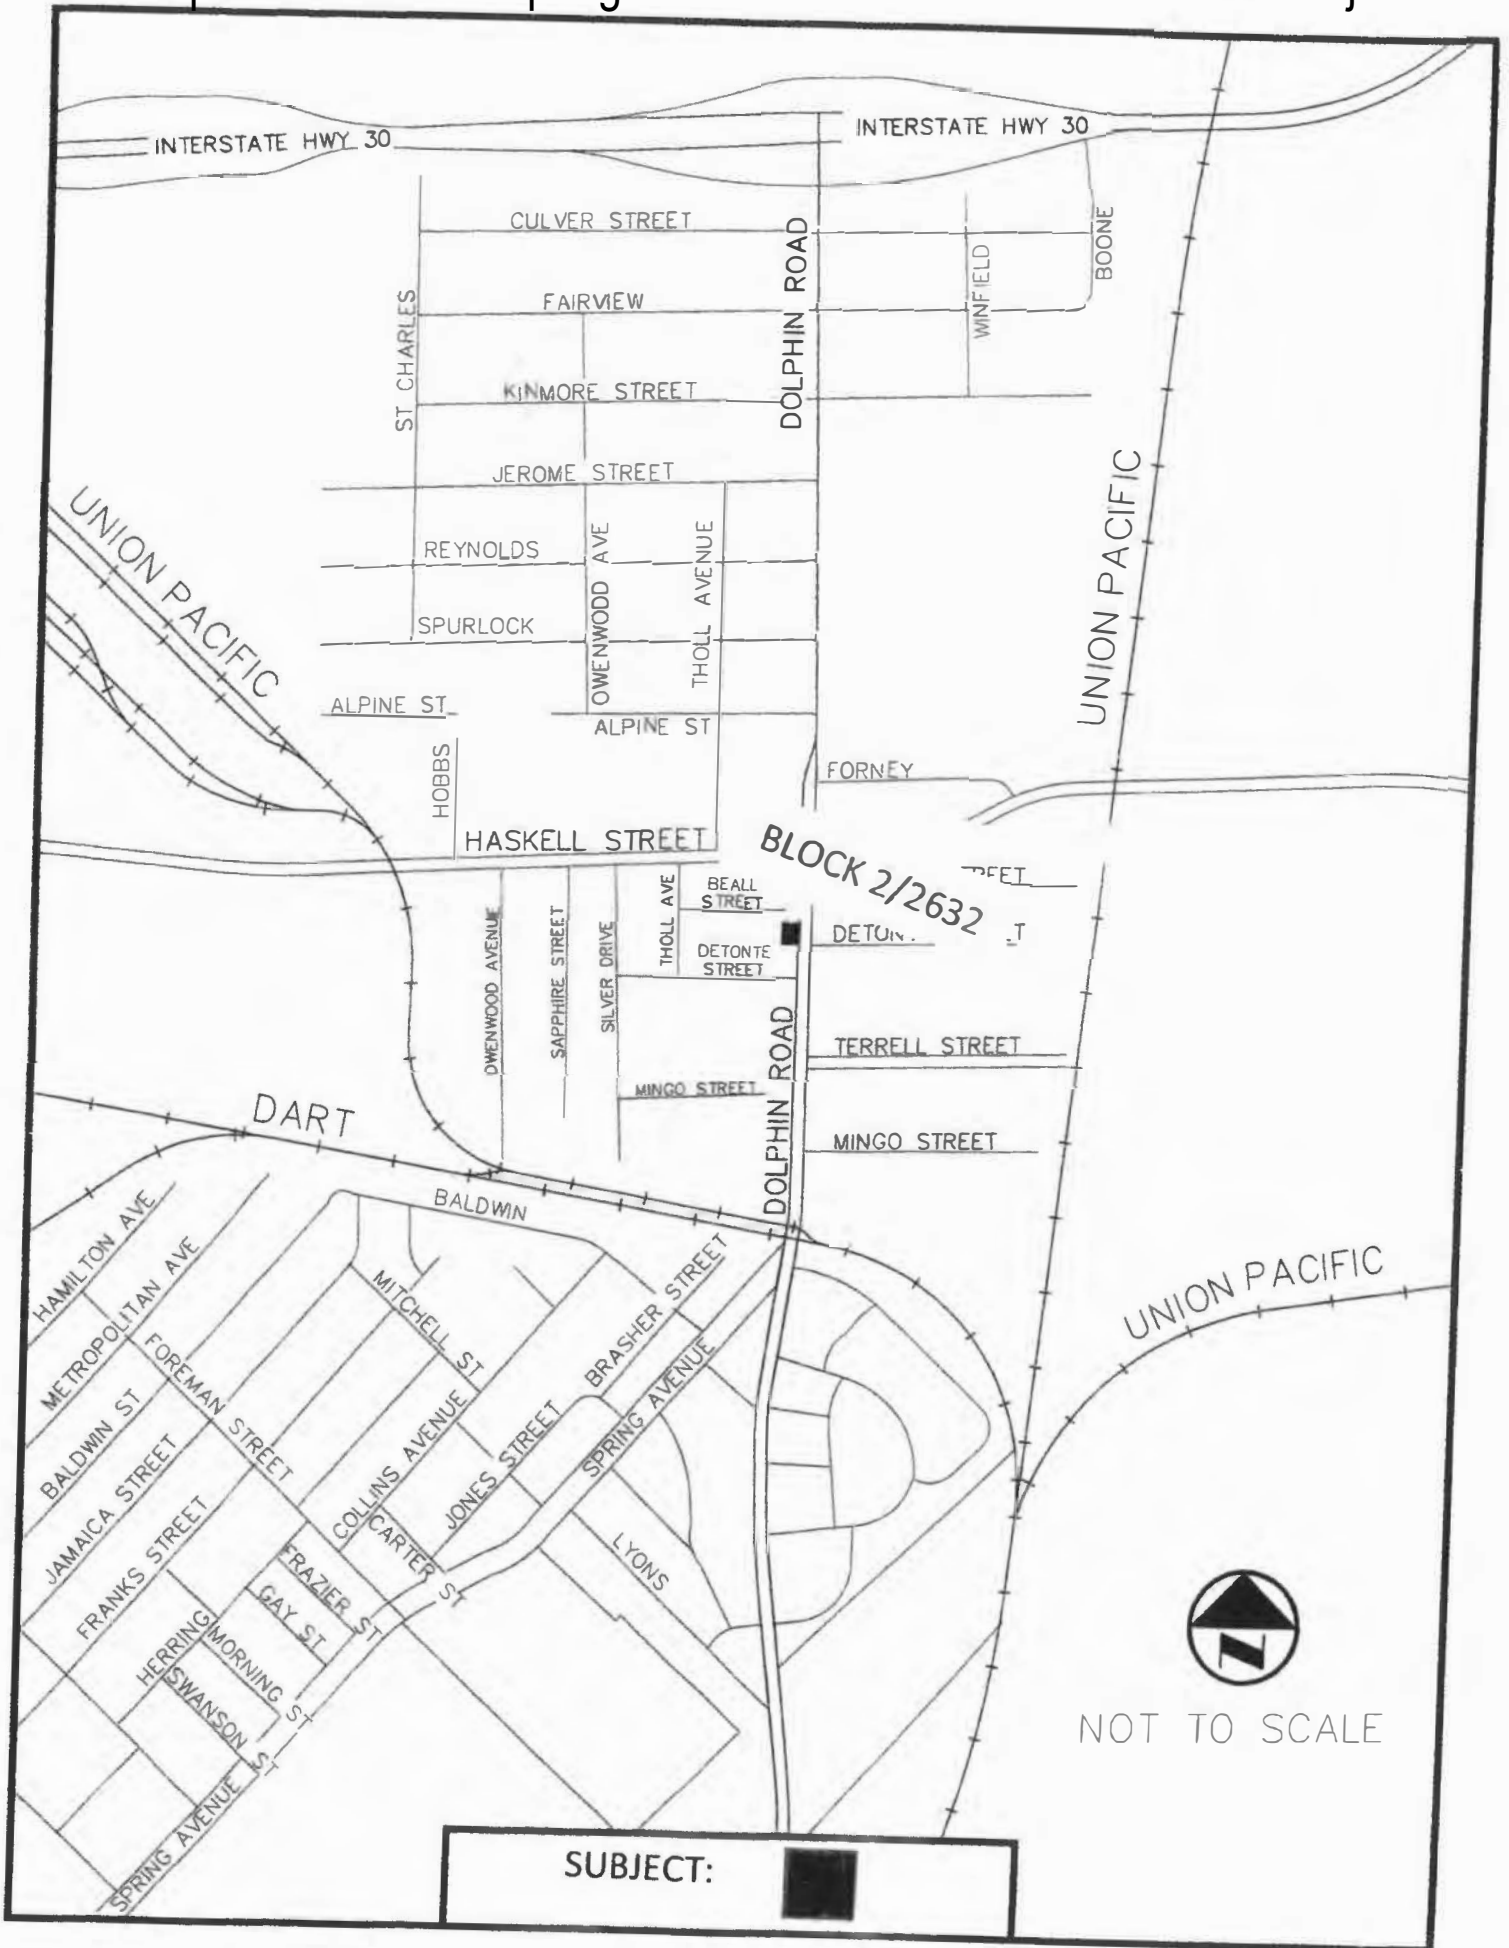 INTERSTATE HWY 30
INTERSTATE HWY 30
CULVER STREET
DOLPHIN ROAD
BOONE
WINFIELD
FAIRVIEW
ST CHARLES
KINMORE STREET
JEROME STREET
UNION PACIFIC
UNION PACIFIC
REYNOLDS
OWENWODD AVE
THOLL AVENUE
SPURLOCK
ALPINE ST
ALPINE ST
HOBBS
FORNEY
HASKELL STREET
BLOCK 2/2632
BEALL
STREET
THOLL AVE
DETONTE
STREET
OWENWOOD AVENUE
SAPPHIRE STREET
SILVER DRIVE
DOLPHIN ROAD
TERRELL STREET
MINGO STREET
MINGO STREET
DART
BALDWIN
HAMILTON AVE
METROPOLITAN AVE
MITCHELL ST
BRASHER STREET
UNION PACIFIC
FOREMAN STREET
SPRING AVENUE
BALDWIN ST
JAMAICA STREET
COLLINS AVENUE
JONES STREET
FRANKS STREET
CARTER ST
LYONS
FRAZIER ST
GAY ST
HERRING
MORNING ST
SWANSON ST
SPRING AVENUE
N
NOT TO SCALE
SUBJECT: